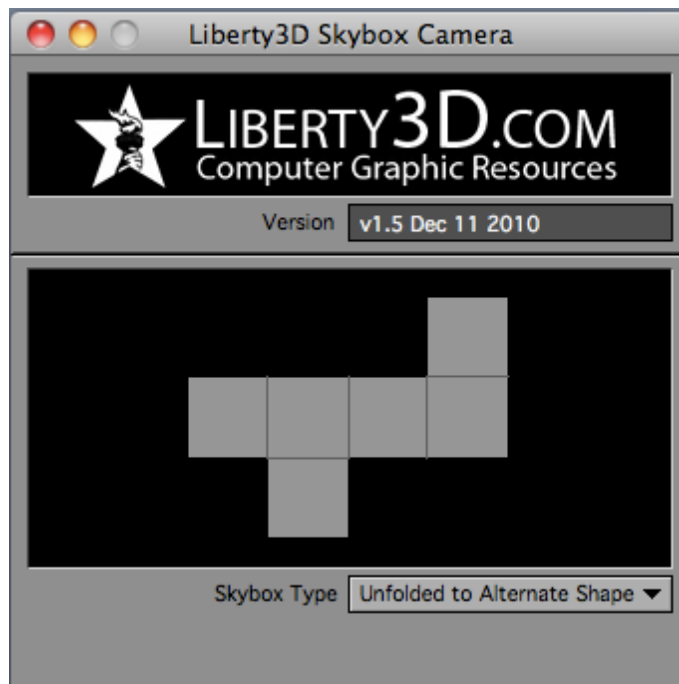 Liberty3D Skybox Camera
LIBERTY3D.COM
Computer Graphic Resources
Version v1.5 Dec 11 2010
Skybox Type Unfolded to Alternate Shape